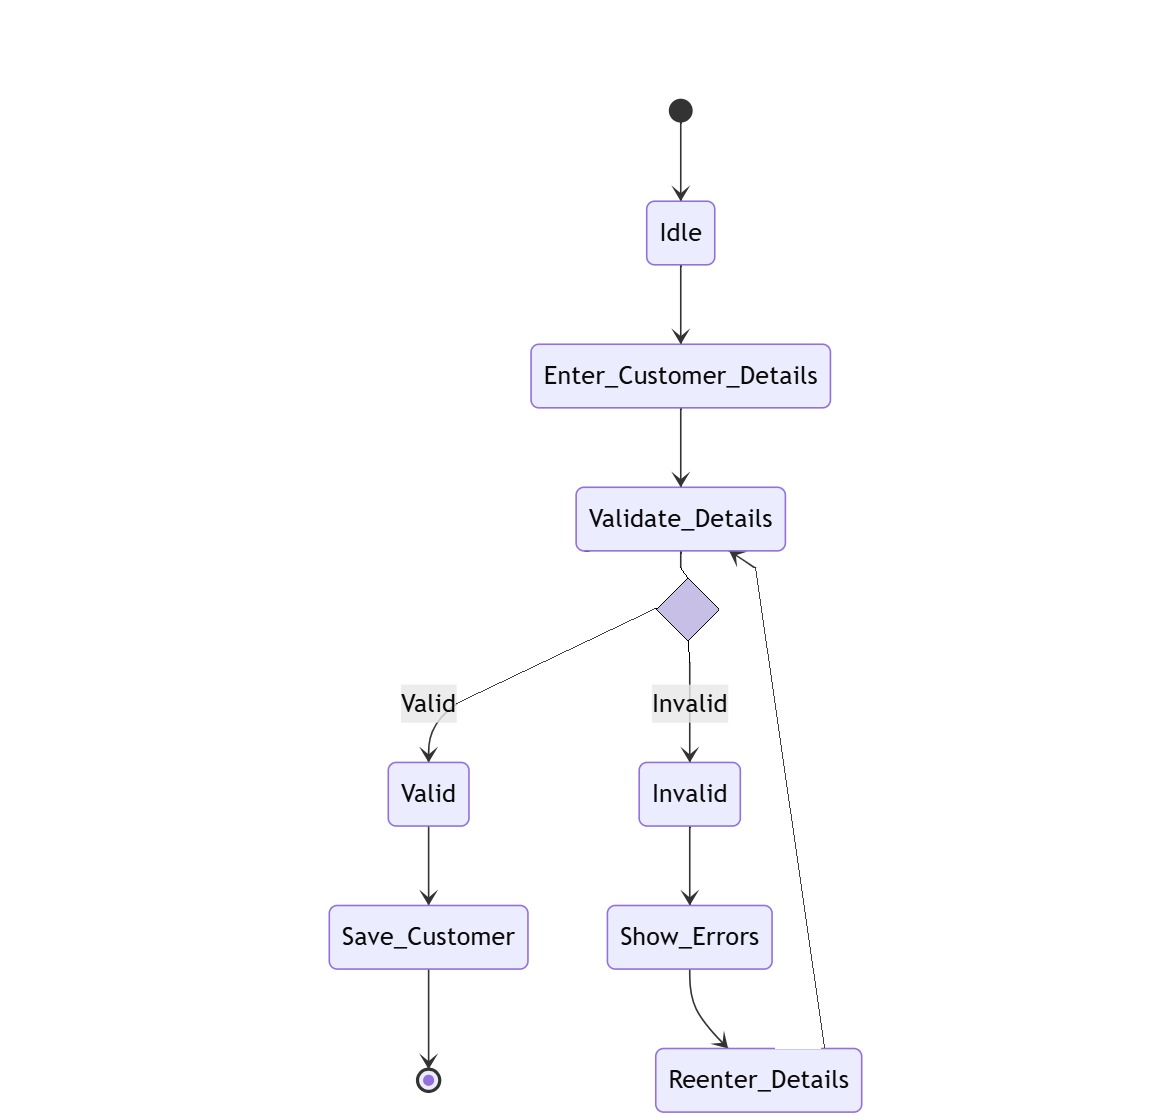 Idle
Enter_Customer_Details
Validate_Details
Valid
Invalid
Valid
Invalid
Save_Customer
Show_Errors
Reenter_Details